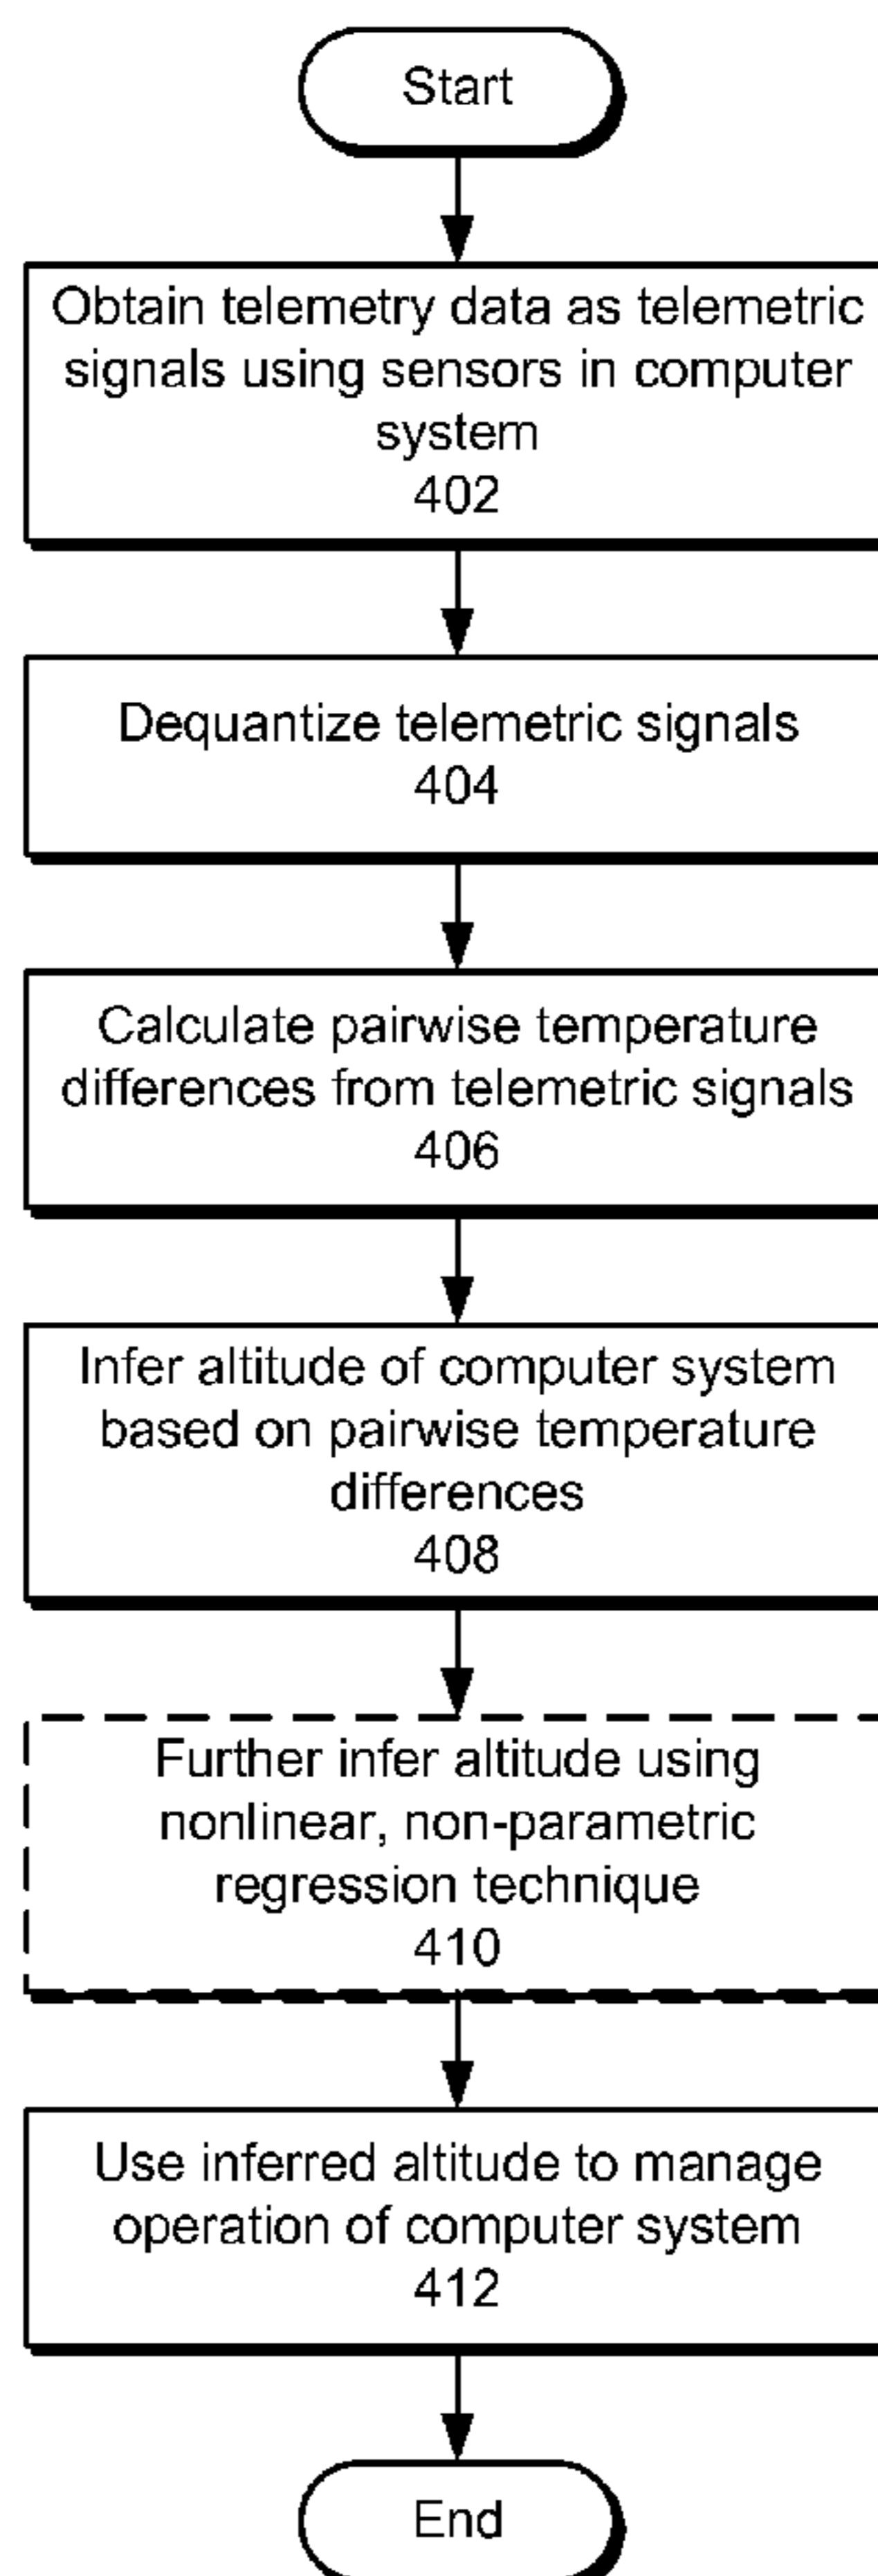 Start
Obtain telemetry data as telemetric
signals using sensors in computer
system
402
Dequantize telemetric signals
404
Calculate pairwise temperature
differences from telemetric signals
406
Infer altitude of computer system
based on pairwise temperature
differences
408
Further infer altitude using
nonlinear, non-parametric
regression technique
410
Use inferred altitude to manage
operation of computer system
412
End